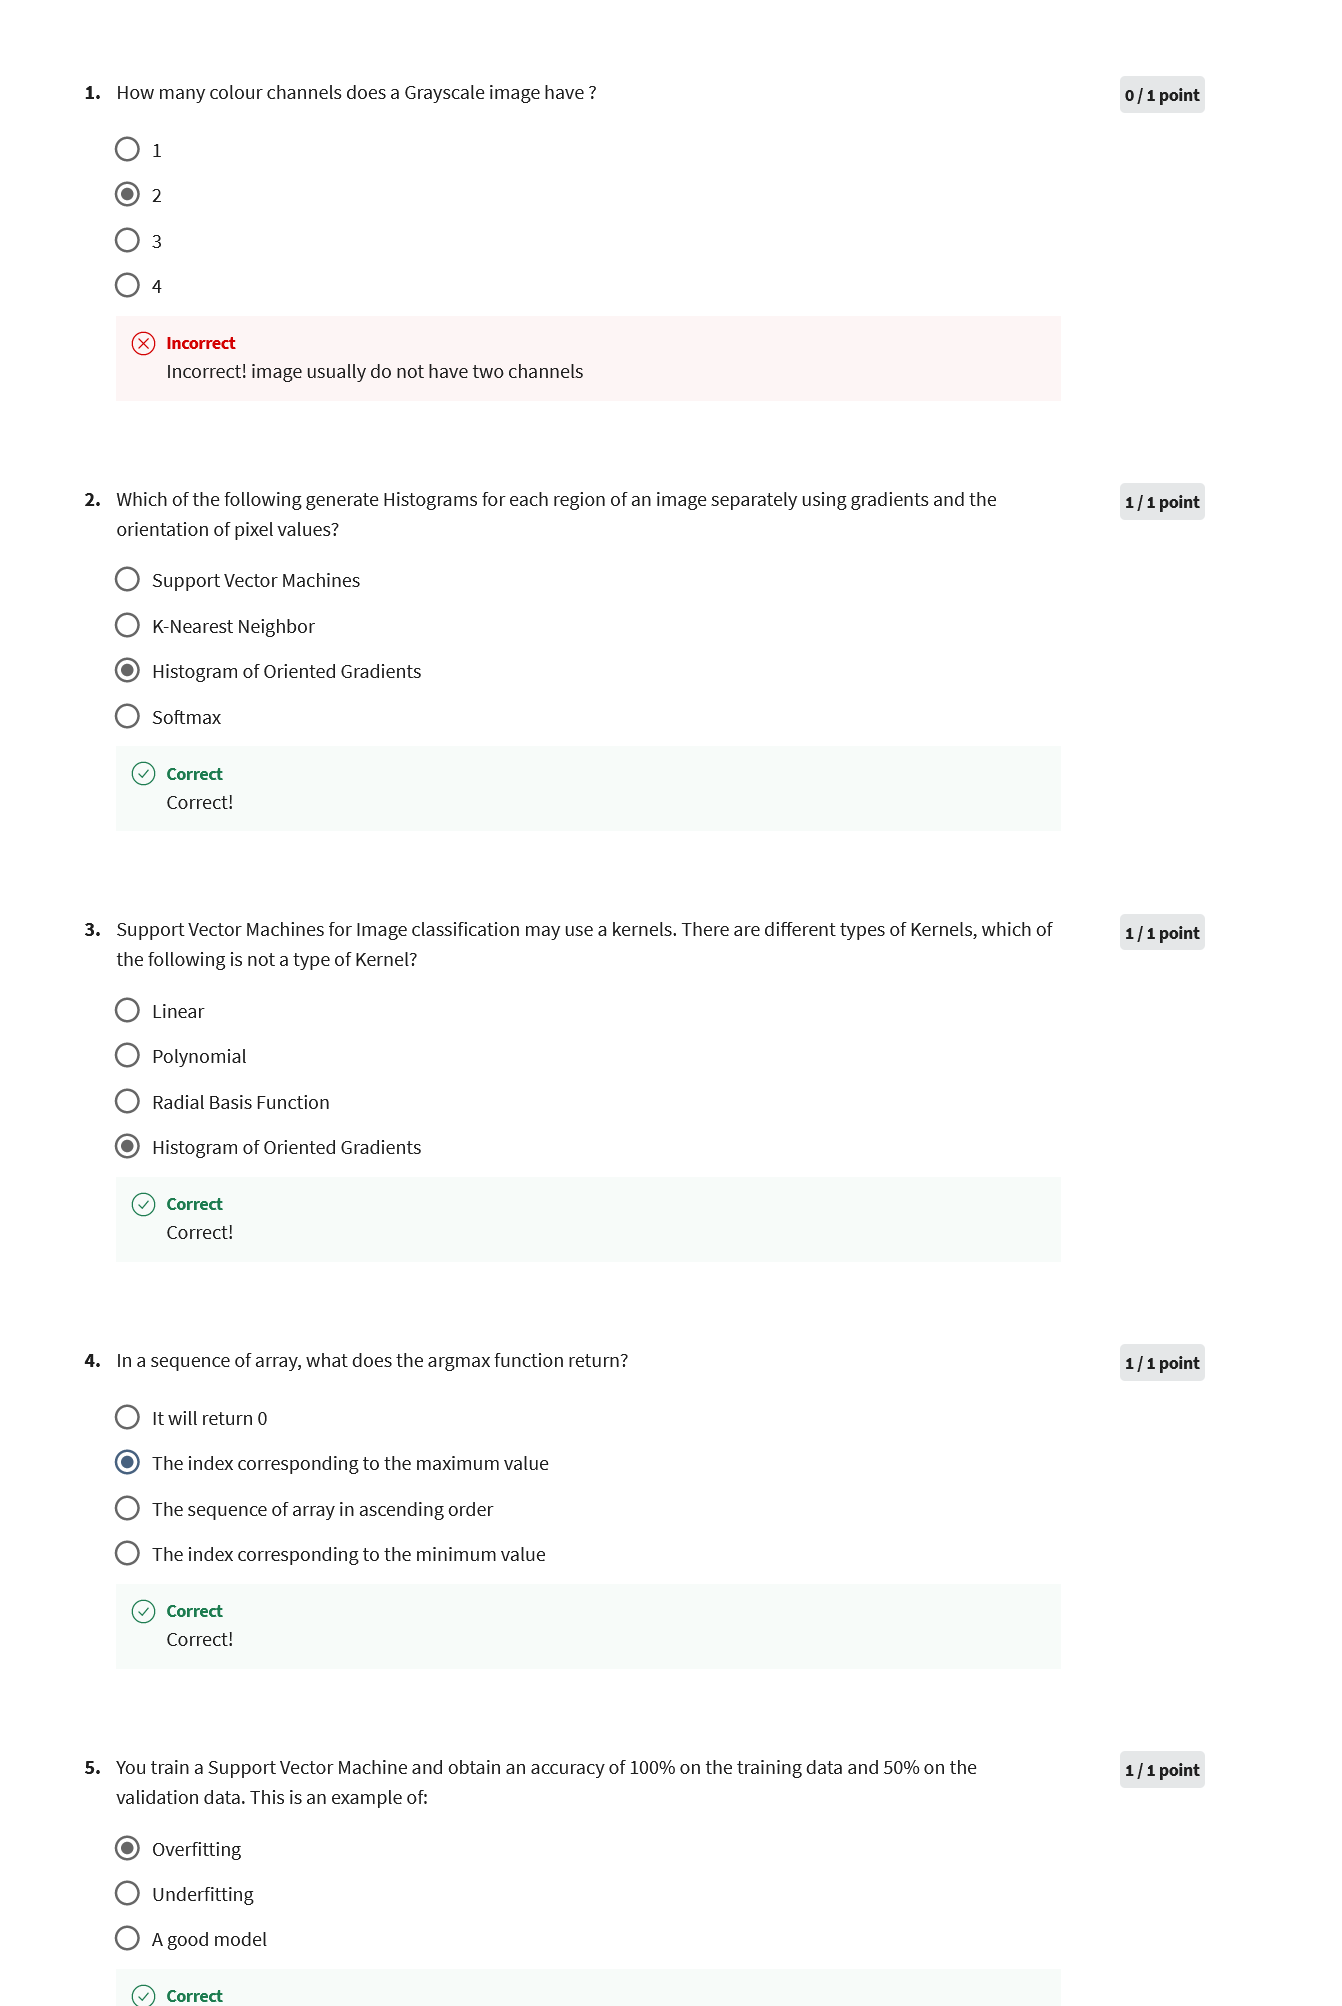 1. How many colour channels does a Grayscale image have ?
0 / 1 point
1
2
3
4
Incorrect
Incorrect! image usually do not have two channels
2. Which of the following generate Histograms for each region of an image separately using gradients and the
orientation of pixel values?
1 / 1 point
Support Vector Machines
K-Nearest Neighbor
Histogram of Oriented Gradients
Softmax
Correct
Correct!
3. Support Vector Machines for Image classification may use a kernels. There are different types of Kernels, which of
the following is not a type of Kernel?
1 / 1 point
Linear
Polynomial
Radial Basis Function
Histogram of Oriented Gradients
Correct
Correct!
4. In a sequence of array, what does the argmax function return?
1 / 1 point
It will return 0
The index corresponding to the maximum value
The sequence of array in ascending order
The index corresponding to the minimum value
Correct
Correct!
5. You train a Support Vector Machine and obtain an accuracy of 100% on the training data and 50% on the
validation data. This is an example of:
1 / 1 point
Overfitting
Underfitting
A good model
Correct